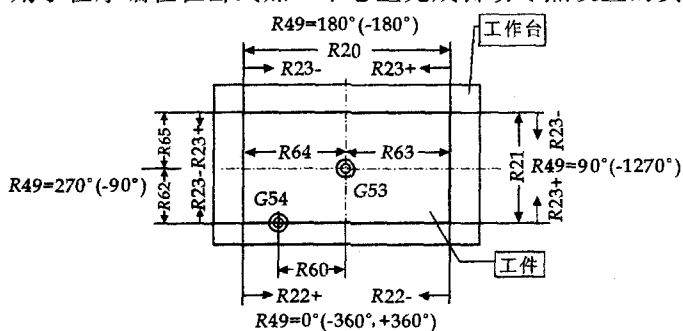 R49=180°(-180°)
工作台
R20
R23-
R23+
R65+
R23+
R64
R63
R21
R23-
R49=270°(-90°)
R62
R23-
G54
G53
R49=90°(-1270°)
R23+
R60
工件
R22+
R22-
R49=0°(-360°,+360°)